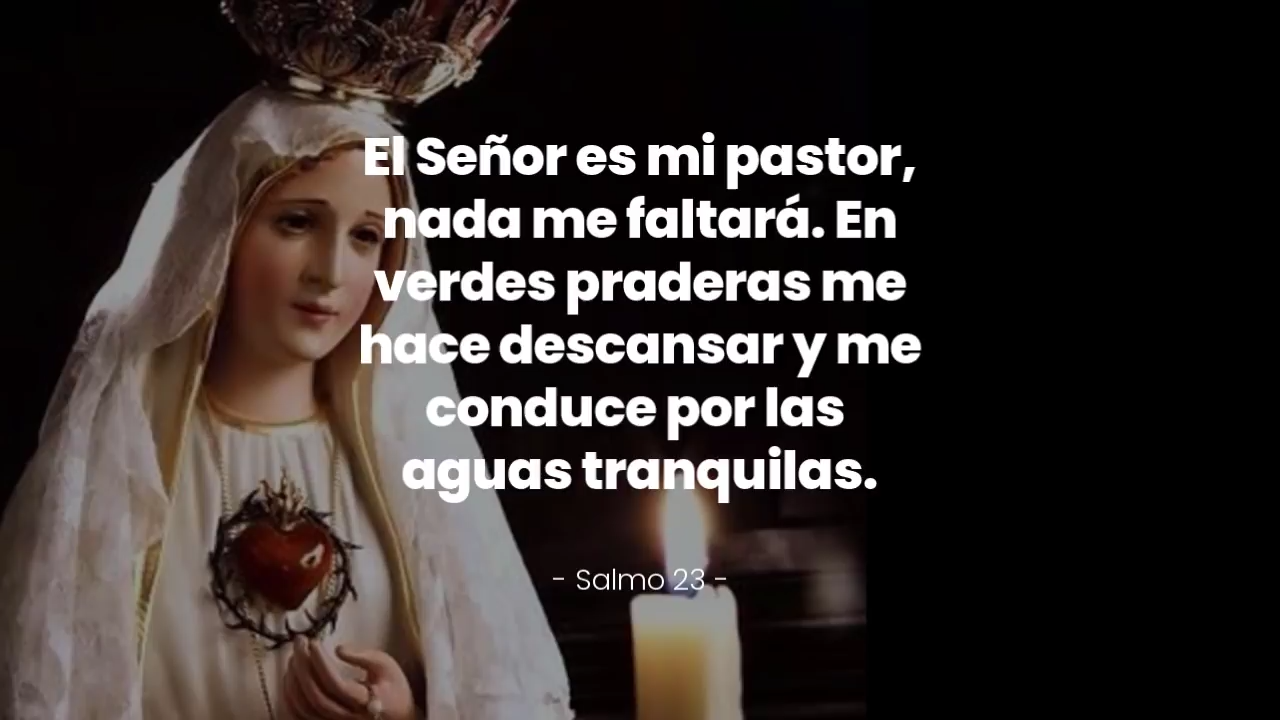 El Señor es mi pastor,
nada me faltará. En
verdes praderas me
hace descansar y me
conduce por las
aguas tranquilas.
- Salmo 23 -